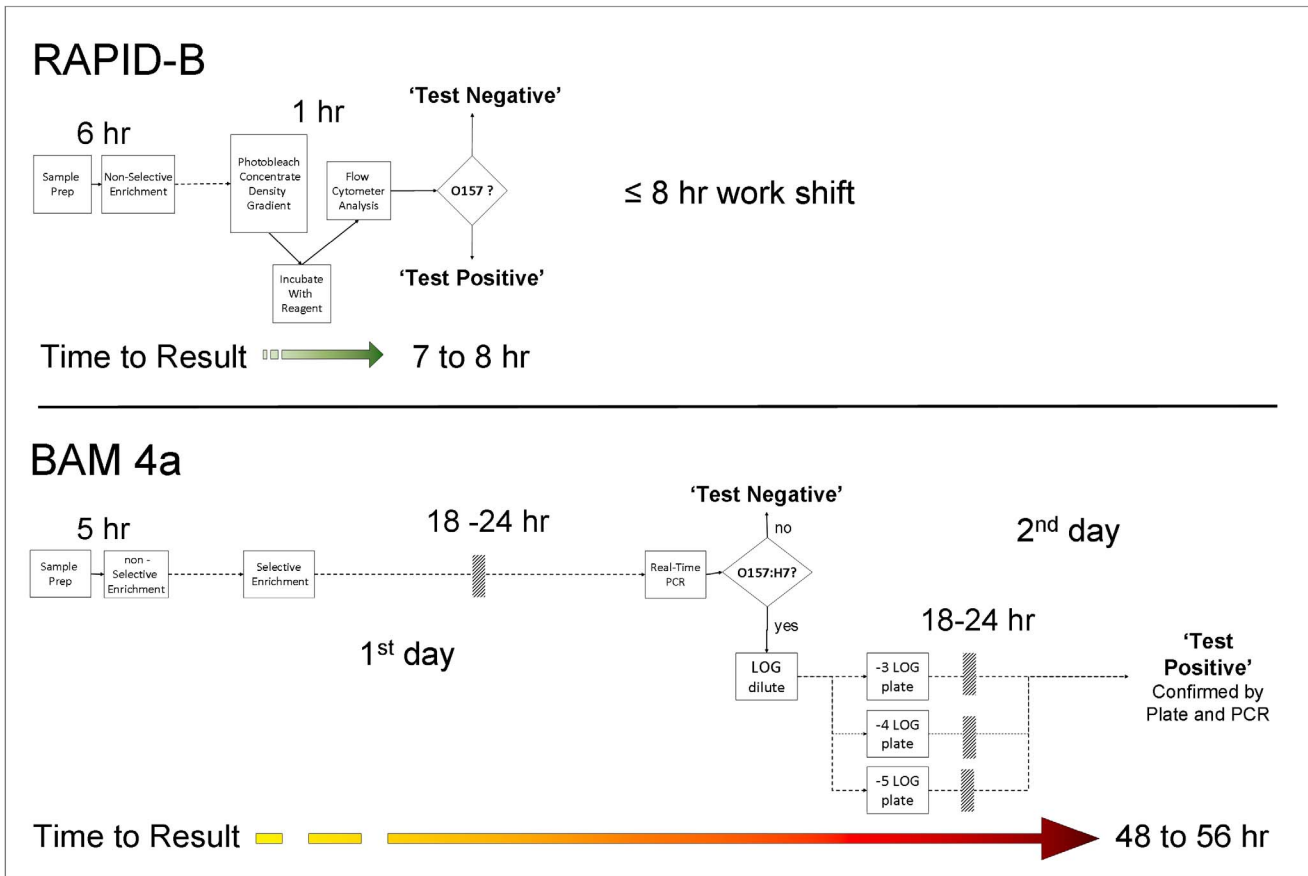 RAPID-B
6 hr
1 hr
‘Test Negative’
Sample
Prep
Non-Selective
Enrichment
Photobleach
Concentrate
Density
Gradient
Flow
Cytometer
Analysis
O157 ?
≤ 8 hr work shift
Incubate
With
Reagent
‘Test Positive’
Time to Result
7 to 8 hr
BAM 4a
5 hr
18 -24 hr
‘Test Negative’
2nd day
Sample
Prep
non -
Selective
Enrichment
Selective
Enrichment
Real-Time
PCR
no
O157:H7?
yes
1st day
LOG
dilute
18-24 hr
-3 LOG
plate
-4 LOG
plate
-5 LOG
plate
‘Test
Positive’
Confirmed by
Plate and PCR
Time to Result
48 to 56 hr